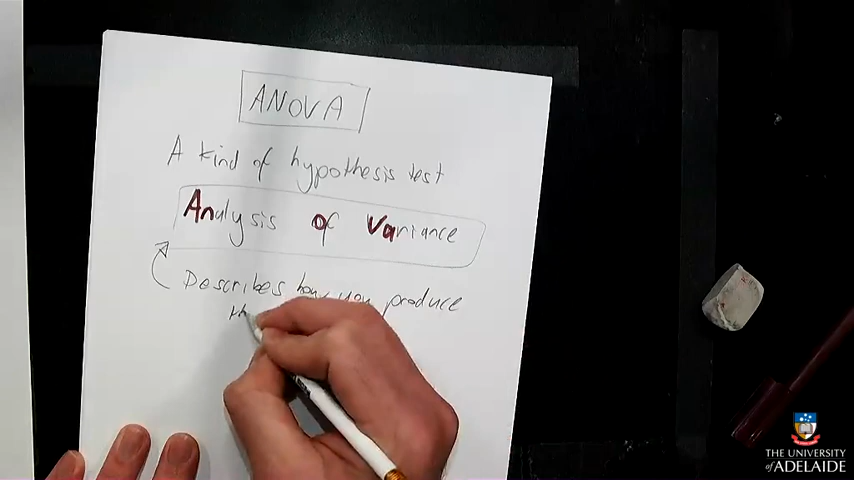 ANOVA
A kind of hypothesis test
Analysis of Variance
Describes how you produce
THE UNIVERSITY
of ADELAIDE